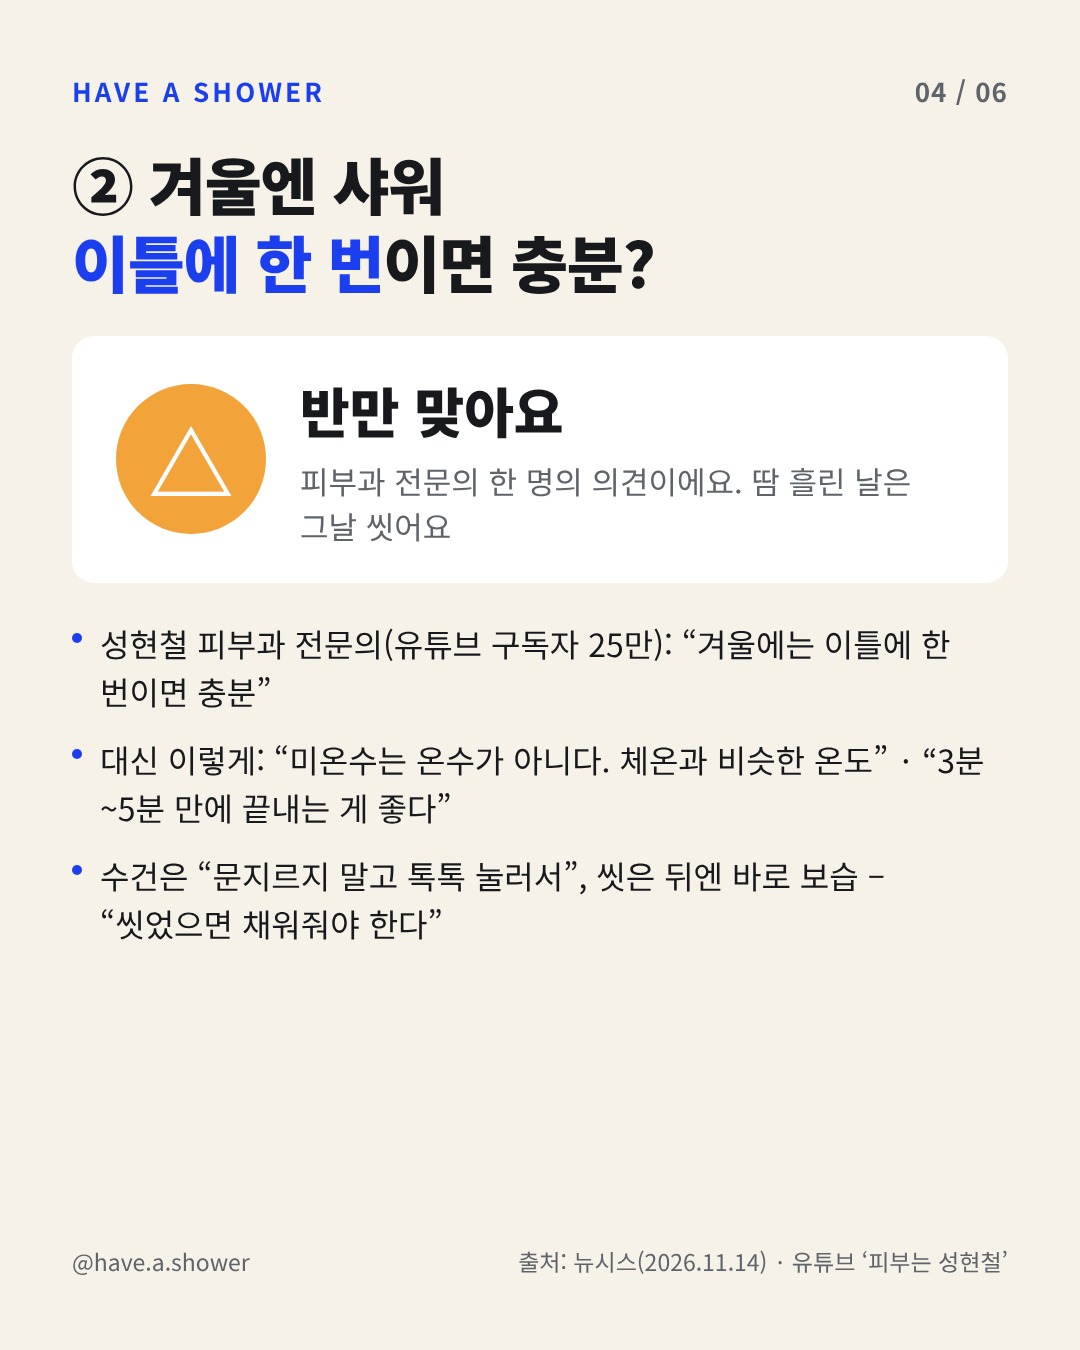 HAVE A SHOWER
04 / 06
② 겨울엔 샤워
이틀에 한 번이면 충분?
반만 맞아요
피부과 전문의 한 명의 의견이에요. 땀 흘린 날은
그날 씻어요
• 성현철 피부과 전문의(유튜브 구독자 25만): “겨울에는 이틀에 한
번이면 충분”
• 대신 이렇게: “미온수는 온수가 아니다. 체온과 비슷한 온도” · “3분
~5분 만에 끝내는 게 좋다”
• 수건은 “문지르지 말고 톡톡 눌러서”, 씻은 뒤엔 바로 보습 –
“씻었으면 채워줘야 한다”
@have.a.shower
출처: 뉴시스(2026.11.14) · 유튜브 ‘피부는 성현철’